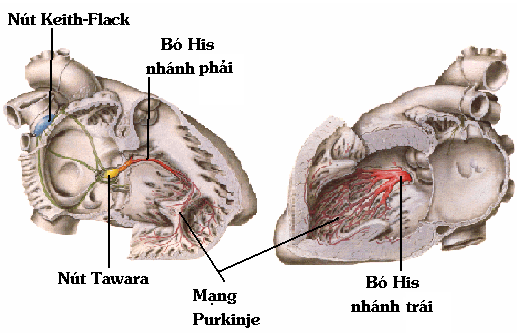 Nút Keith-Flack
Bó His
nhánh phải
Nút Tawara
Mạng
Purkinje
Bó His
nhánh trái